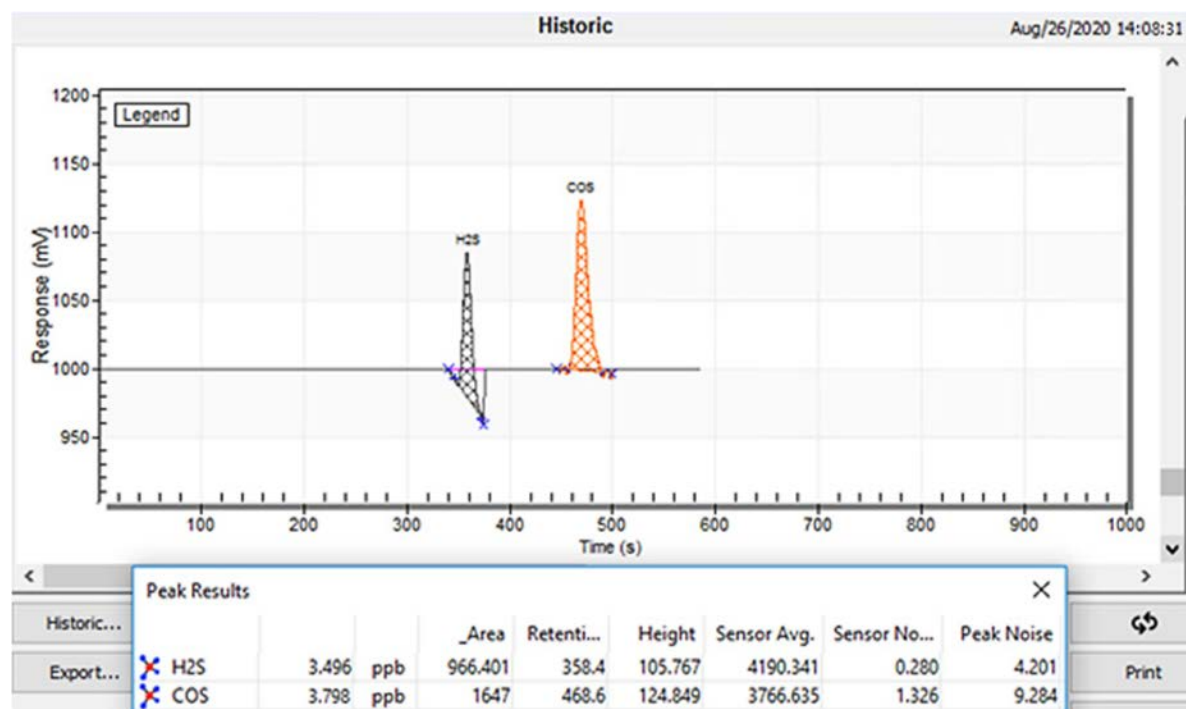 Historic
Aug/26/2020 14:08:31
1200
Legend
1150
COS
1100
H2S
Response (mV)
1050
1000
950
100 200 300 400 500 600 700 800 900 1000
Time (s)
Peak Results
Historic...
_Area Retenti... Height Sensor Avg. Sensor No... Peak Noise
H2S 3.496 ppb 966.401 358.4 105.767 4190.341 0.280 4.201
Export...
Print
COS 3.798 ppb 1647 468.6 124.849 3766.635 1.326 9.284